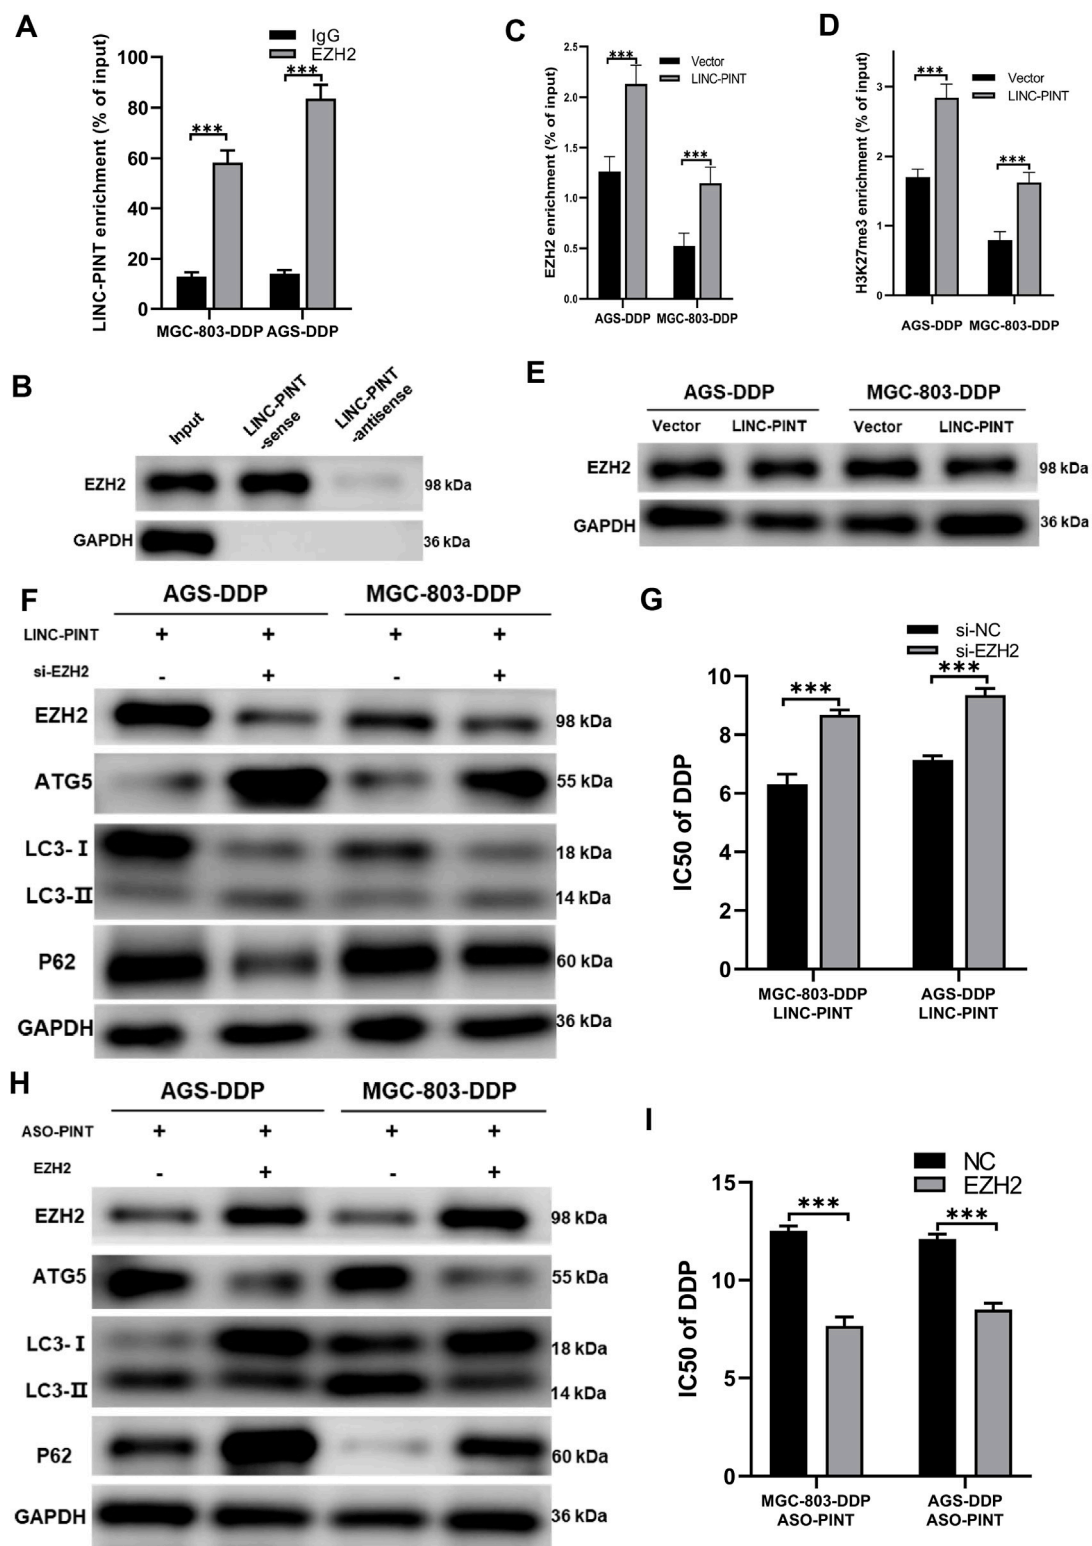 A
IgG
EZH2
LINC-PINT enrichment (% of input)
100
80
60
40
20
0
***
***
MGC-803-DDP AGS-DDP
C
Vector
LINC-PINT
EZH2 enrichment (% of input)
2.5
2.0
1.5
1.0
0.5
0.0
***
***
AGS-DDP MGC-803-DDP
D
Vector
LINC-PINT
H3K27me3 enrichment (% of input)
3
2
1
0
***
***
AGS-DDP MGC-803-DDP
B
Input
LINC-PINT
-sense
LINC-PINT
-antisense
EZH2 98 kDa
GAPDH 36 kDa
E
AGS-DDP MGC-803-DDP
Vector LINC-PINT Vector LINC-PINT
EZH2 98 kDa
GAPDH 36 kDa
F
AGS-DDP MGC-803-DDP
LINC-PINT + + + +
si-EZH2 - + - +
EZH2 98 kDa
ATG5 55 kDa
LC3-Ⅰ 18 kDa
LC3-Ⅱ 14 kDa
P62 60 kDa
GAPDH 36 kDa
G
si-NC
si-EZH2
IC50 of DDP
10
8
6
4
2
0
***
***
MGC-803-DDP AGS-DDP
LINC-PINT LINC-PINT
H
AGS-DDP MGC-803-DDP
ASO-PINT + + + +
EZH2 - + - +
EZH2 98 kDa
ATG5 55 kDa
LC3-Ⅰ 18 kDa
LC3-Ⅱ 14 kDa
P62 60 kDa
GAPDH 36 kDa
I
NC
EZH2
IC50 of DDP
15
10
5
0
***
***
MGC-803-DDP AGS-DDP
ASO-PINT ASO-PINT